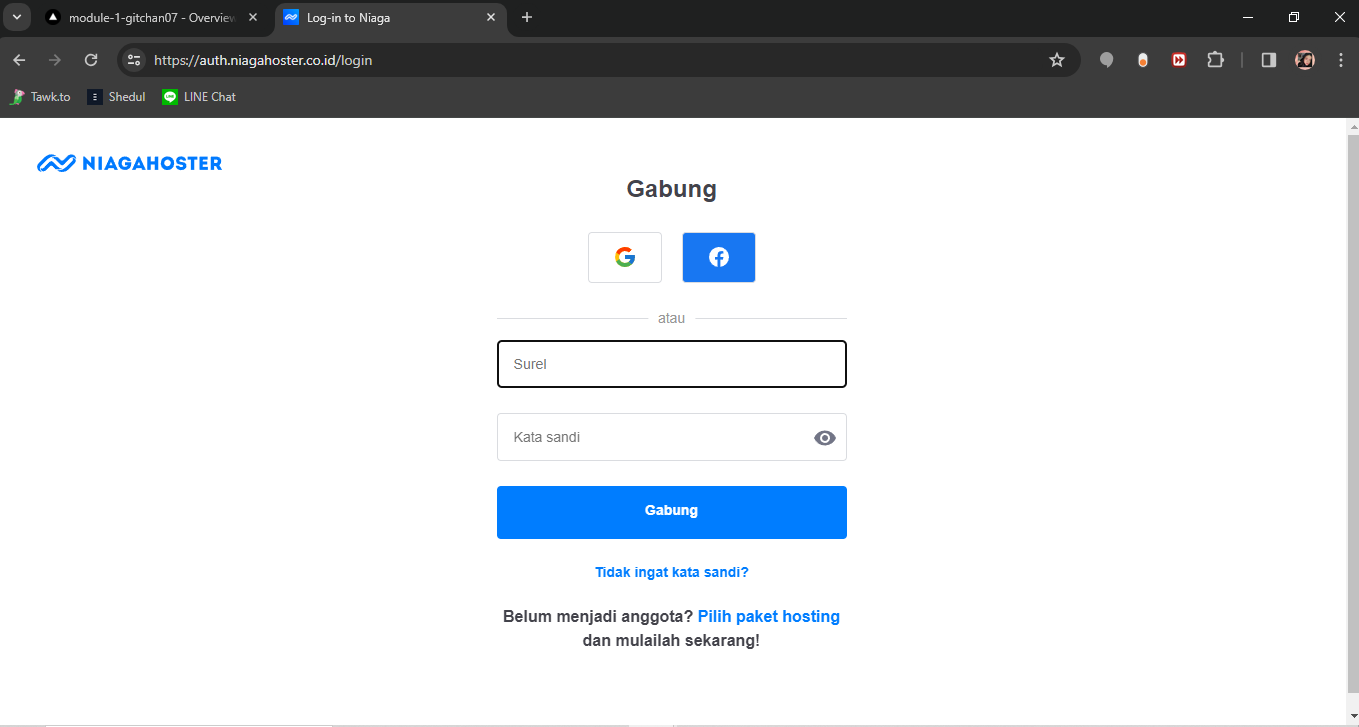 module-1-gitchan07 - Overview
Log-in to Niaga
https://auth.niagahoster.co.id/login
Tawk.to
Shedul
LINE Chat
NIAGAHOSTER
Gabung
atau
Surel
Kata sandi
Gabung
Tidak ingat kata sandi?
Belum menjadi anggota? Pilih paket hosting
dan mulailah sekarang!